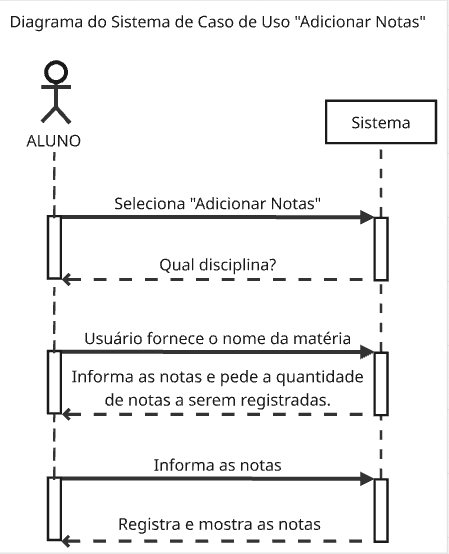 Diagrama do Sistema de Caso de Uso "Adicionar Notas"
ALUNO
Sistema
Seleciona "Adicionar Notas"
Qual disciplina?
Usuário fornece o nome da matéria
Informa as notas e pede a quantidade
de notas a serem registradas.
Informa as notas
Registra e mostra as notas